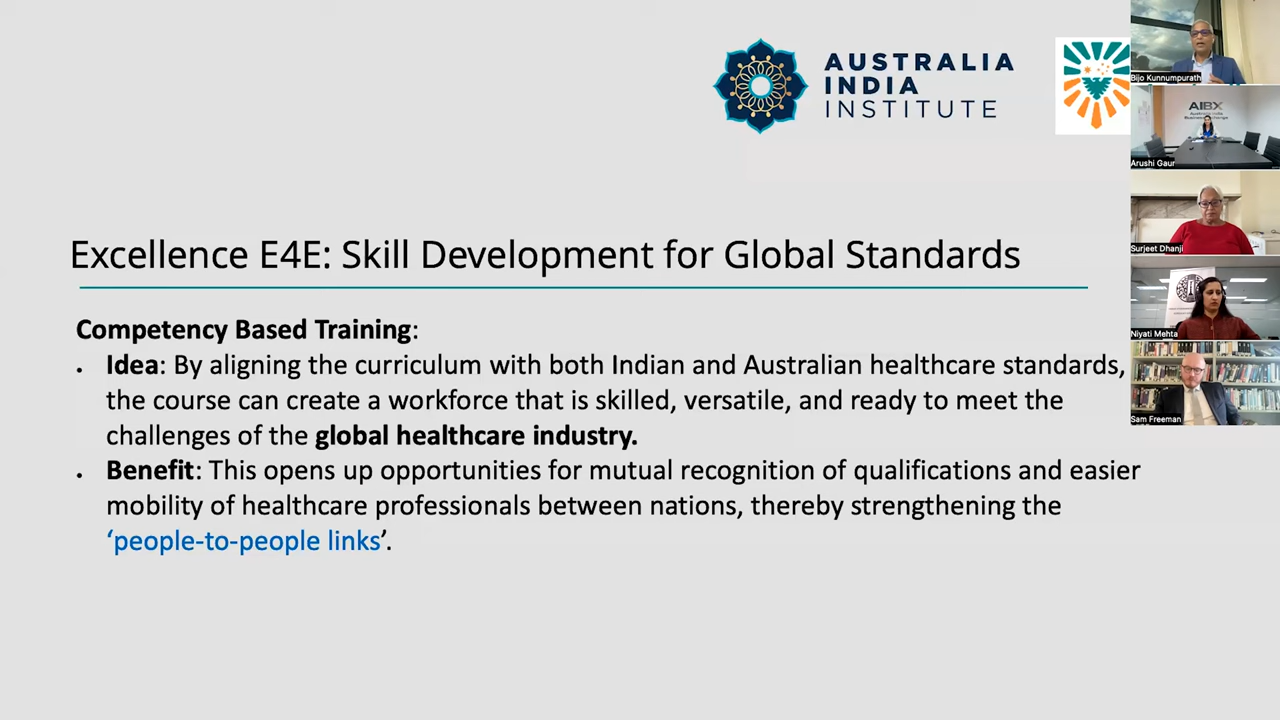 AUSTRALIA
INDIA
INSTITUTE
Bijo Kunnumpurath
AIBX
Australia India
Arushi Gaur
Surjeet Dhanji
Niyati Mehta
Sam Freeman
Excellence E4E: Skill Development for Global Standards
Competency Based Training:
• Idea: By aligning the curriculum with both Indian and Australian healthcare standards,
the course can create a workforce that is skilled, versatile, and ready to meet the
challenges of the global healthcare industry.
• Benefit: This opens up opportunities for mutual recognition of qualifications and easier
mobility of healthcare professionals between nations, thereby strengthening the
‘people-to-people links’.